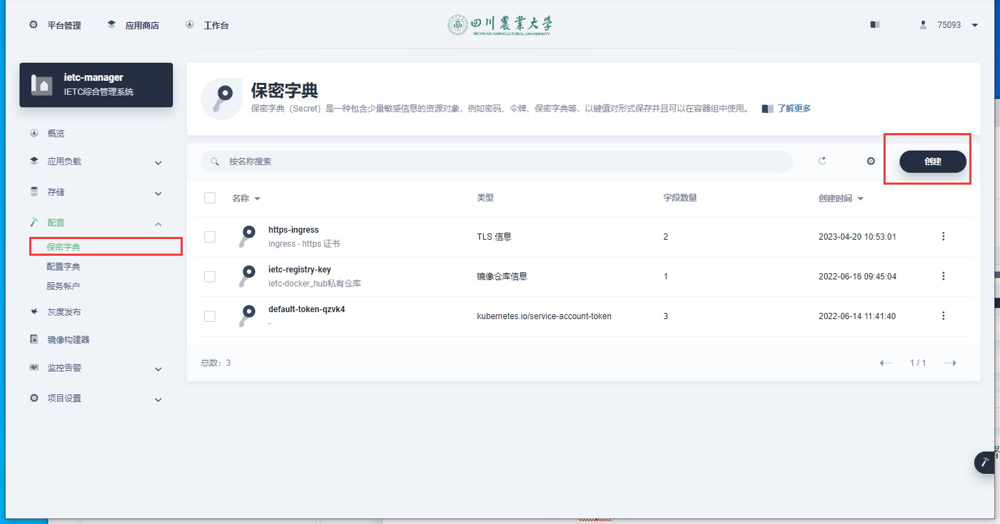 平台管理
应用商店
工作台
四川農業大学
SICHUAN AGRICULTURAL UNIVERSITY
75093
ietc-manager
IETC综合管理系统
概览
应用负载
存储
配置
保密字典
配置字典
服务帐户
灰度发布
镜像构建器
监控告警
项目设置
保密字典
保密字典（Secret）是一种包含少量敏感信息的资源对象，例如密码、令牌、保密字典等，以键值对形式保存并且可以在容器组中使用。
了解更多
按名称搜索
创建
名称 类型 字段数量 创建时间
https-ingress
ingress - https 证书
TLS 信息 2 2023-04-20 10:53:01
ietc-registry-key
ietc-docker_hub私有仓库
镜像仓库信息 1 2022-06-16 09:45:04
default-token-qzvk4
-
kubernetes.io/service-account-token 3 2022-06-14 11:41:40
总数：3
1 / 1